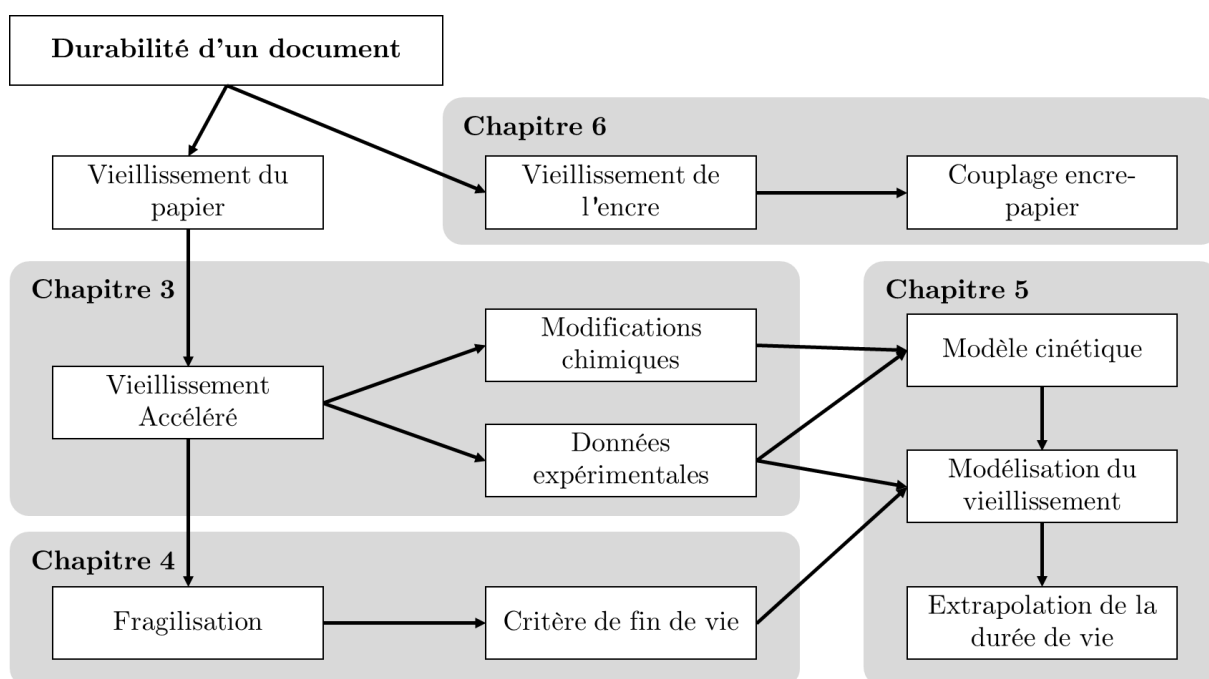 Durabilité d'un document
Chapitre 6
Vieillissement du
papier
Vieillissement de
l'encre
Couplage encre-
papier
Chapitre 3
Vieillissement
Accéléré
Modifications
chimiques
Données
expérimentales
Chapitre 5
Modèle cinétique
Modélisation du
vieillissement
Extrapolation de la
durée de vie
Chapitre 4
Fragilisation
Critère de fin de vie